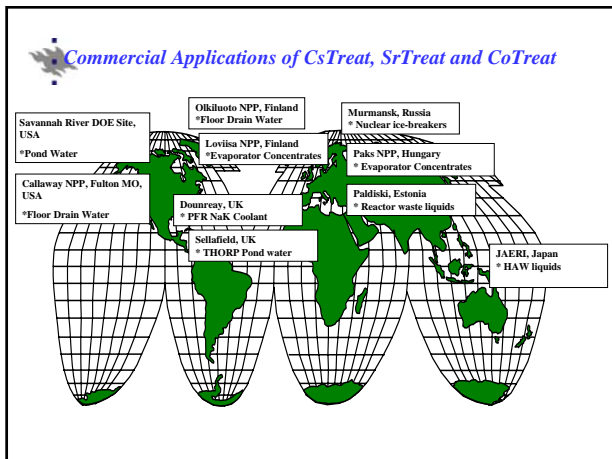 Commercial Applications of CsTreat, SrTreat and CoTreat
Olkiluoto NPP, Finland
*Floor Drain Water
Murmansk, Russia
* Nuclear ice-breakers
Savannah River DOE Site,
USA
*Pond Water
Loviisa NPP, Finland
*Evaporator Concentrates
Paks NPP, Hungary
* Evaporator Concentrates
Callaway NPP, Fulton MO,
USA
*Floor Drain Water
Dounreay, UK
* PFR NaK Coolant
Paldiski, Estonia
* Reactor waste liquids
Sellafield, UK
* THORP Pond water
JAERI, Japan
* HAW liquids